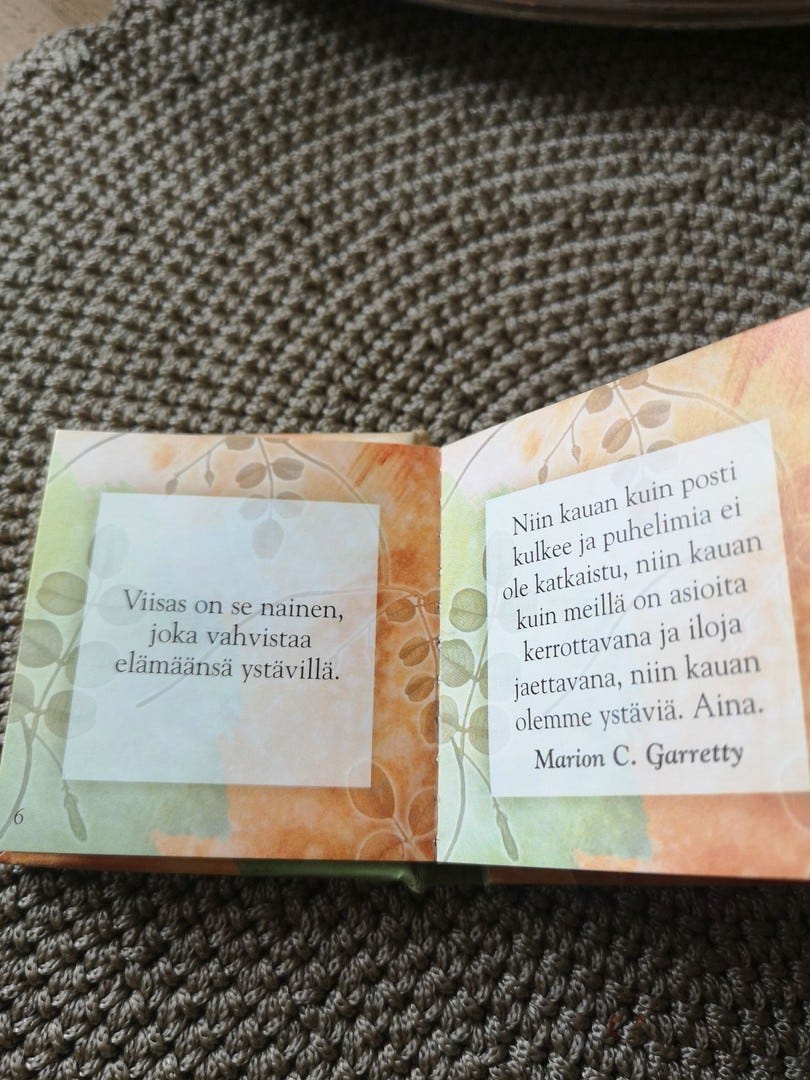 Viisas on se nainen,
joka vahvistaa
elämäänsä ystävillä.
6
Niin kauan kuin posti
kulkee ja puhelimia ei
ole katkaistu, niin kauan
kuin meillä on asioita
kerrottavana ja iloja
jaettavana, niin kauan
olemme ystäviä. Aina.
Marion C. Garretty